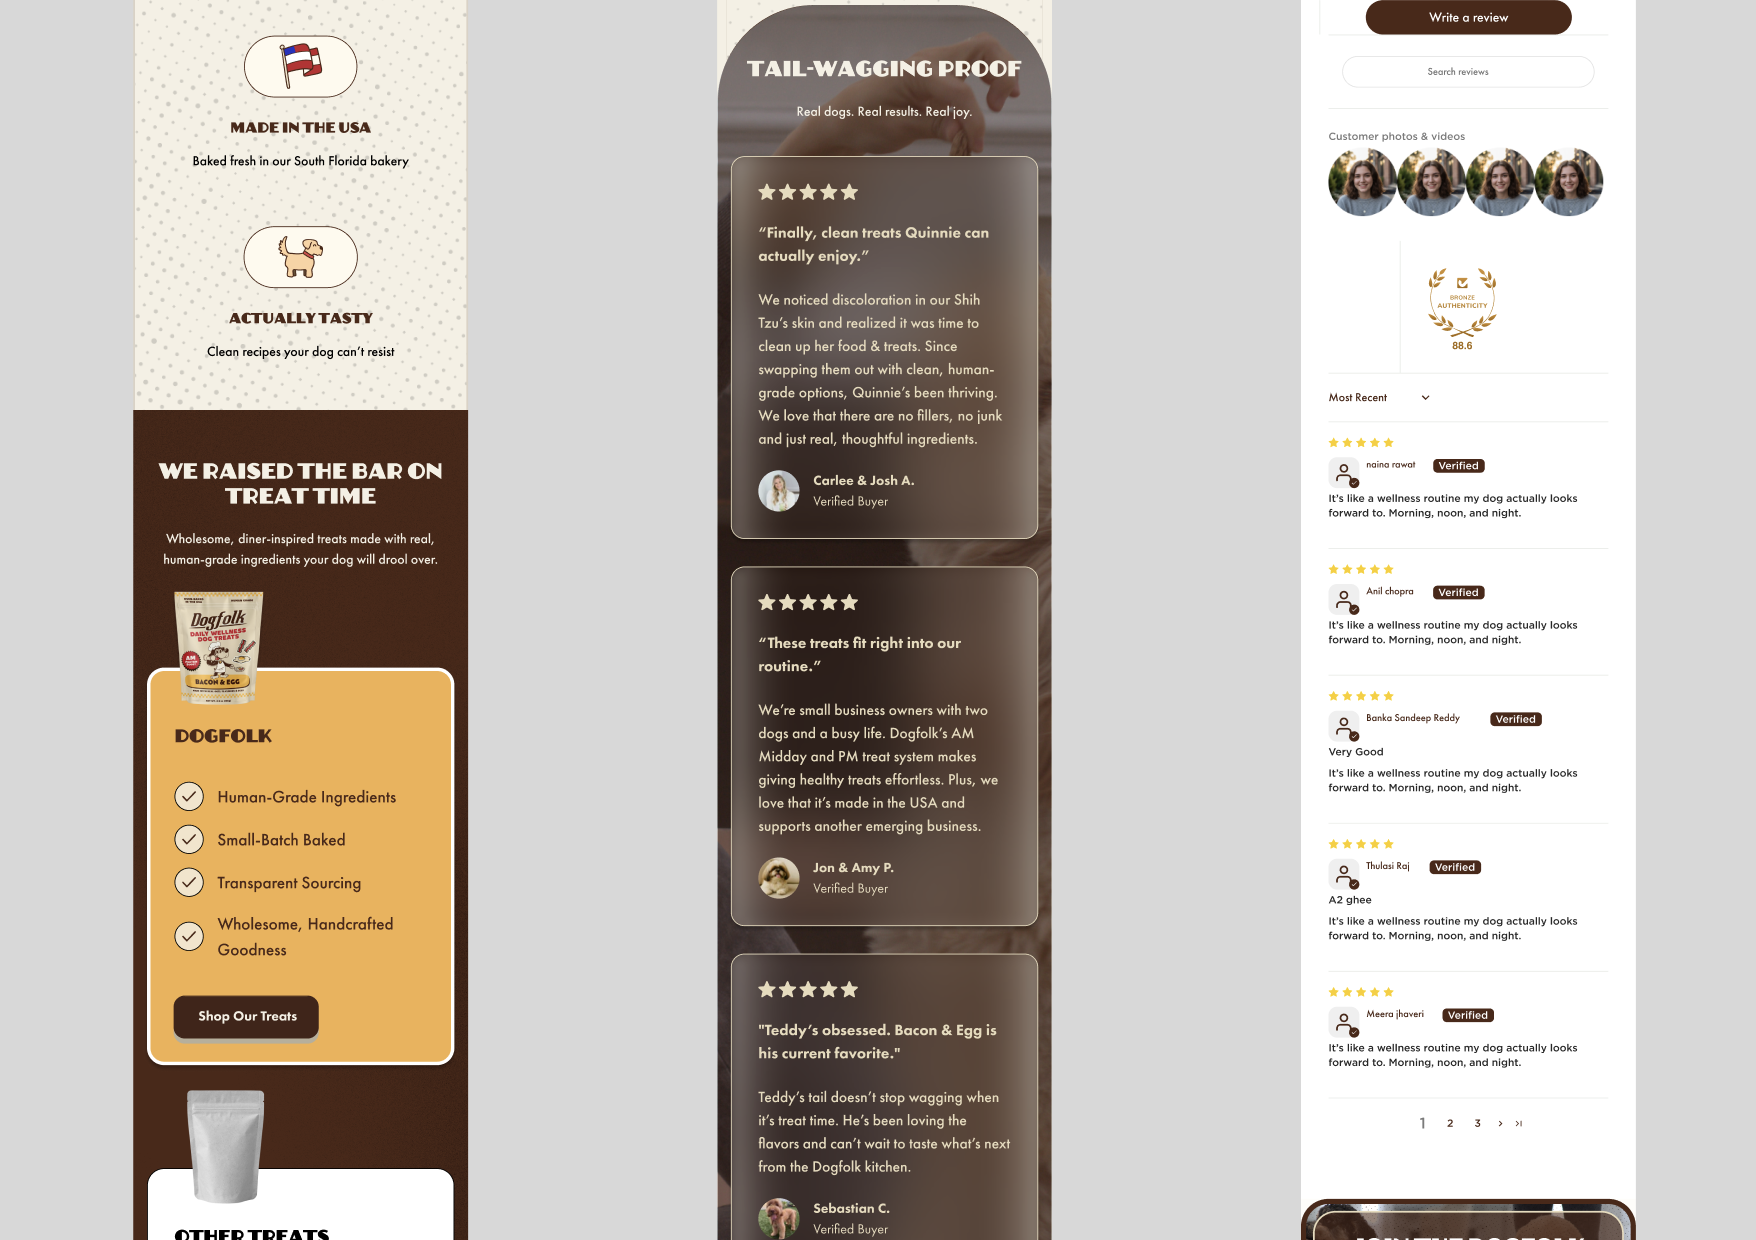 MADE IN THE USA
Baked fresh in our South Florida bakery
ACTUALLY TASTY
Clean recipes your dog can't resist
WE RAISED THE BAR ON
TREAT TIME
Wholesome, diner-inspired treats made with real,
human-grade ingredients your dog will drool over.
Dogfolk
DAILY WELLNESS
DOG TREATS
AM
BACON & EGG
DOGFOLK
Human-Grade Ingredients
Small-Batch Baked
Transparent Sourcing
Wholesome, Handcrafted
Goodness
Shop Our Treats
OTHER TREATS
TAIL-WAGGING PROOF
Real dogs. Real results. Real joy.
“Finally, clean treats Quinnie can
actually enjoy.”
We noticed discoloration in our Shih
Tzu’s skin and realized it was time to
clean up her food & treats. Since
swapping them out with clean, human-
grade options, Quinnie’s been thriving.
We love that there are no fillers, no junk
and just real, thoughtful ingredients.
Carlee & Josh A.
Verified Buyer
“These treats fit right into our
routine.”
We’re small business owners with two
dogs and a busy life. Dogfolk’s AM
Midday and PM treat system makes
giving healthy treats effortless. Plus, we
love that it’s made in the USA and
supports another emerging business.
Jon & Amy P.
Verified Buyer
"Teddy’s obsessed. Bacon & Egg is
his current favorite."
Teddy’s tail doesn’t stop wagging when
it’s treat time. He’s been loving the
flavors and can’t wait to taste what’s next
from the Dogfolk kitchen.
Sebastian C.
Verified Buyer
Write a review
Search reviews
Customer photos & videos
BRONZE
AUTHENTICITY
88.6
Most Recent
naina rawat Verified
It’s like a wellness routine my dog actually looks
forward to. Morning, noon, and night.
Anil chopra Verified
It’s like a wellness routine my dog actually looks
forward to. Morning, noon, and night.
Banka Sandeep Reddy Verified
Very Good
It’s like a wellness routine my dog actually looks
forward to. Morning, noon, and night.
Thulasi Raj Verified
A2 ghee
It’s like a wellness routine my dog actually looks
forward to. Morning, noon, and night.
Meera jhaveri Verified
It’s like a wellness routine my dog actually looks
forward to. Morning, noon, and night.
1 2 3
JOIN THE DOGFOLK